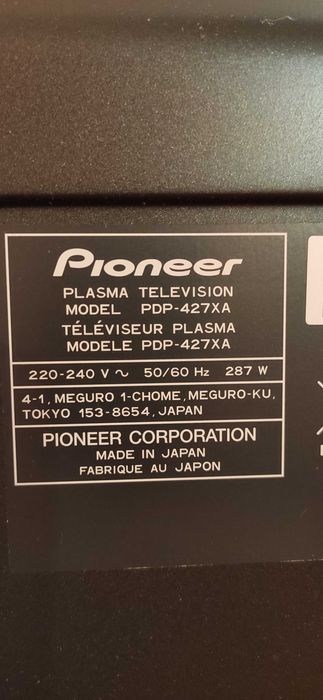 Pioneer
PLASMA TELEVISION
MODEL PDP-427XA
TÉLÉVISEUR PLASMA
MODELE PDP-427XA
220-240 V ~ 50/60 Hz 287 W
4-1, MEGURO 1-CHOME, MEGURO-KU,
TOKYO 153-8654, JAPAN
PIONEER CORPORATION
MADE IN JAPAN
FABRIQUE AU JAPON